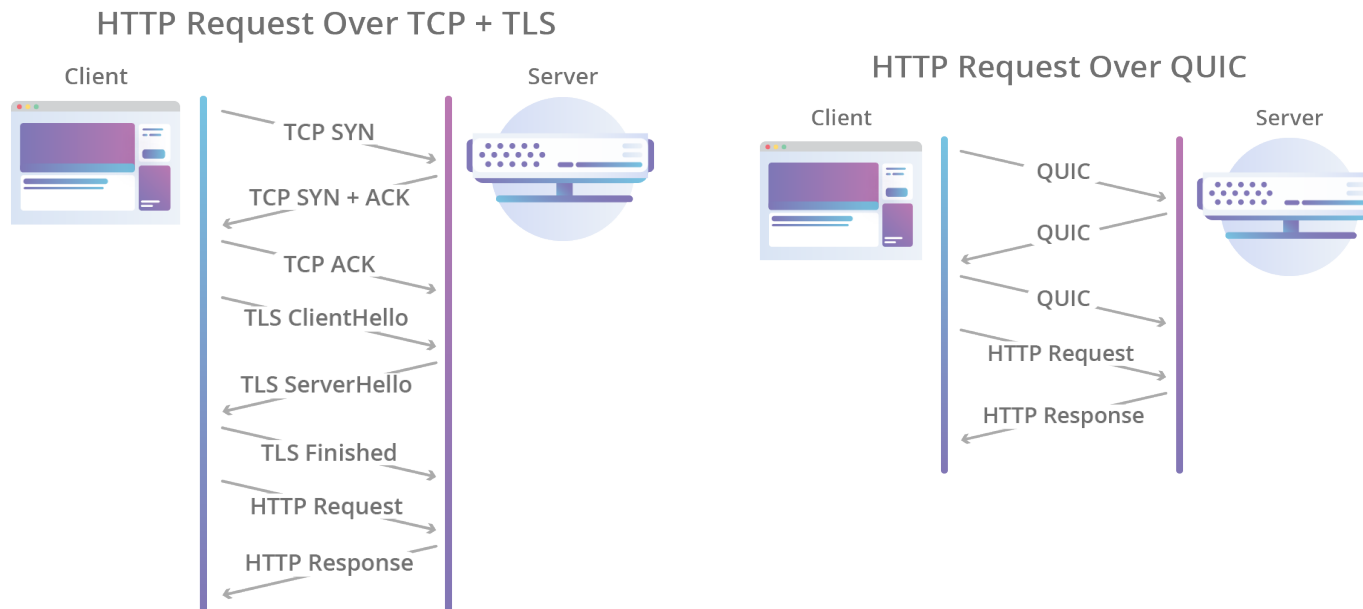 HTTP Request Over TCP + TLS
Client
Server
TCP SYN
TCP SYN + ACK
TCP ACK
TLS ClientHello
TLS ServerHello
TLS Finished
HTTP Request
HTTP Response
HTTP Request Over QUIC
Client
Server
QUIC
QUIC
QUIC
HTTP Request
HTTP Response